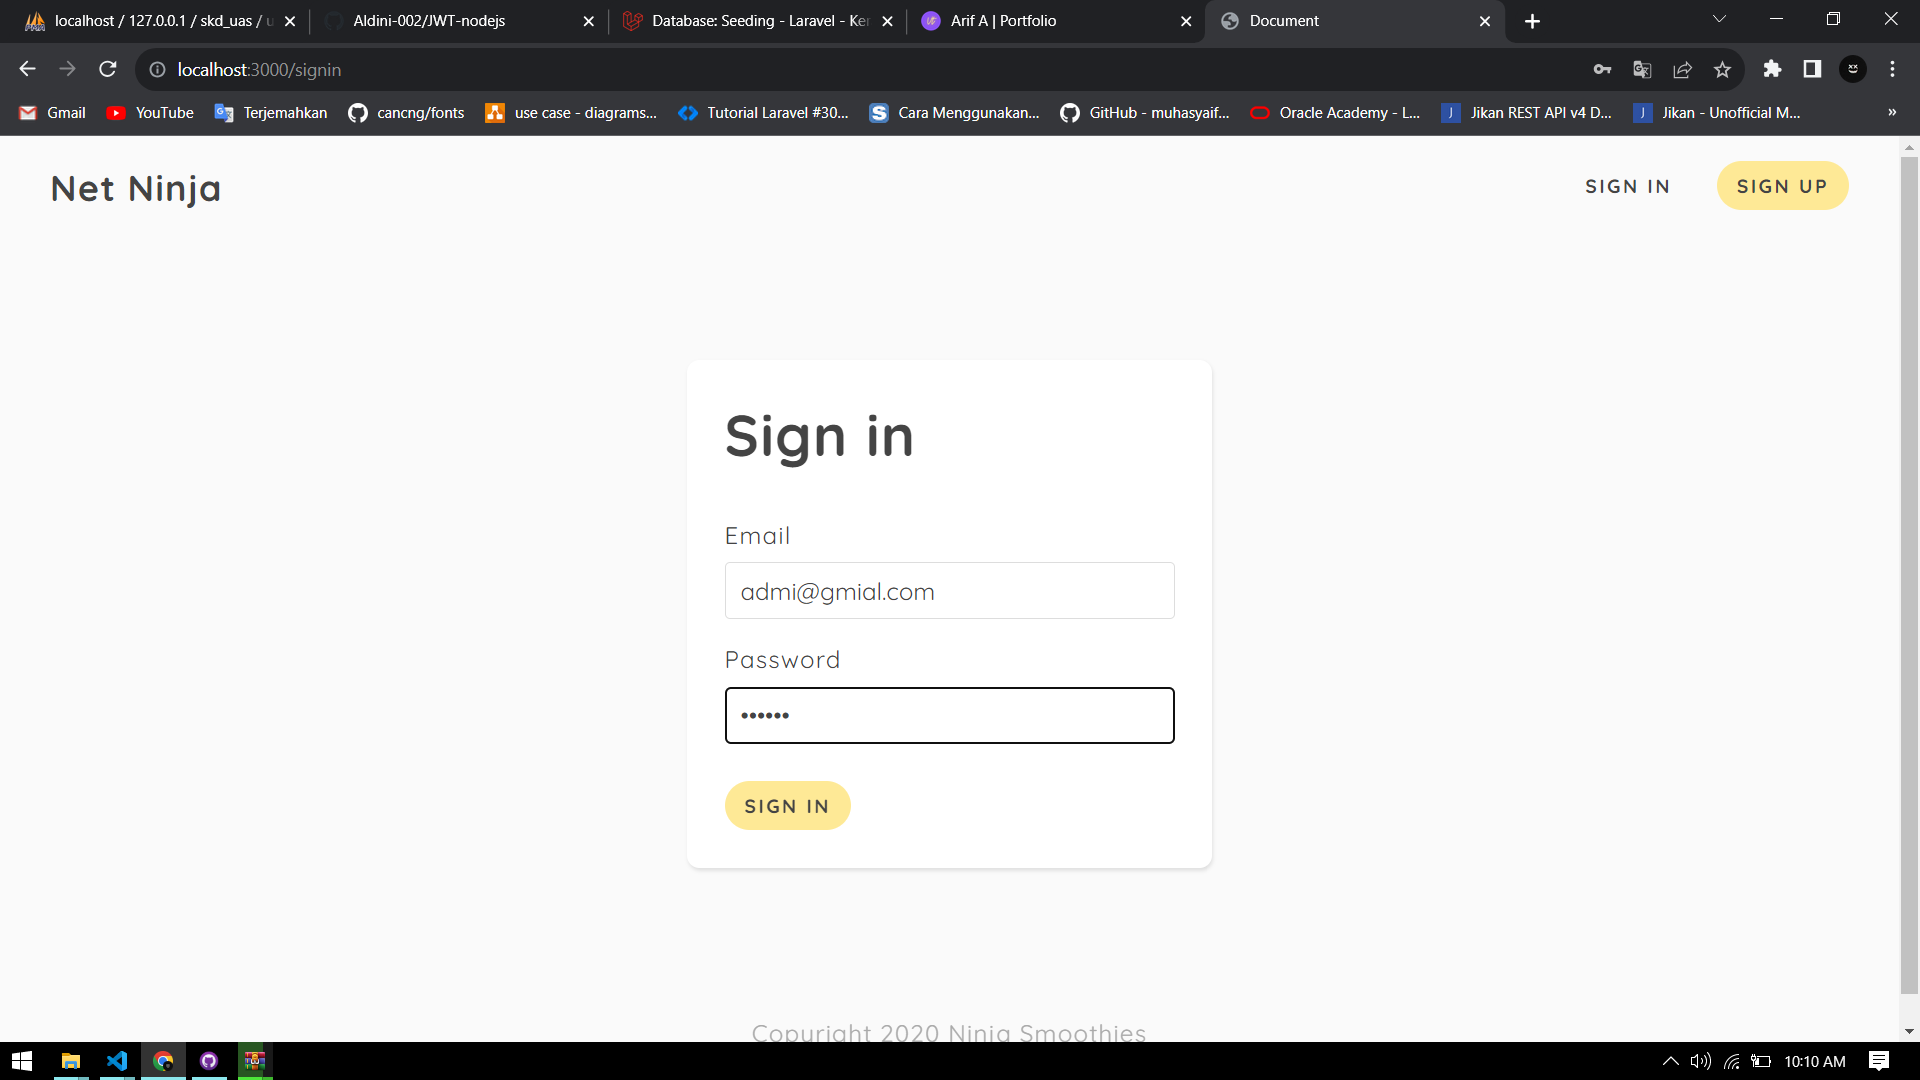 localhost / 127.0.0.1 / skd_uas / u
Aldini-002/JWT-nodejs
Database: Seeding - Laravel - Ker
Arif A | Portfolio
Document
localhost:3000/signin
Gmail
YouTube
Terjemahkan
cancng/fonts
use case - diagrams...
Tutorial Laravel #30...
Cara Menggunakan...
GitHub - muhasyaif...
Oracle Academy - L...
Jikan REST API v4 D...
Jikan - Unofficial M...
»
Net Ninja
SIGN IN
SIGN UP
Sign in
Email
admi@gmial.com
Password
••••••
SIGN IN
Copyright 2020 Ninja Smoothies
10:10 AM